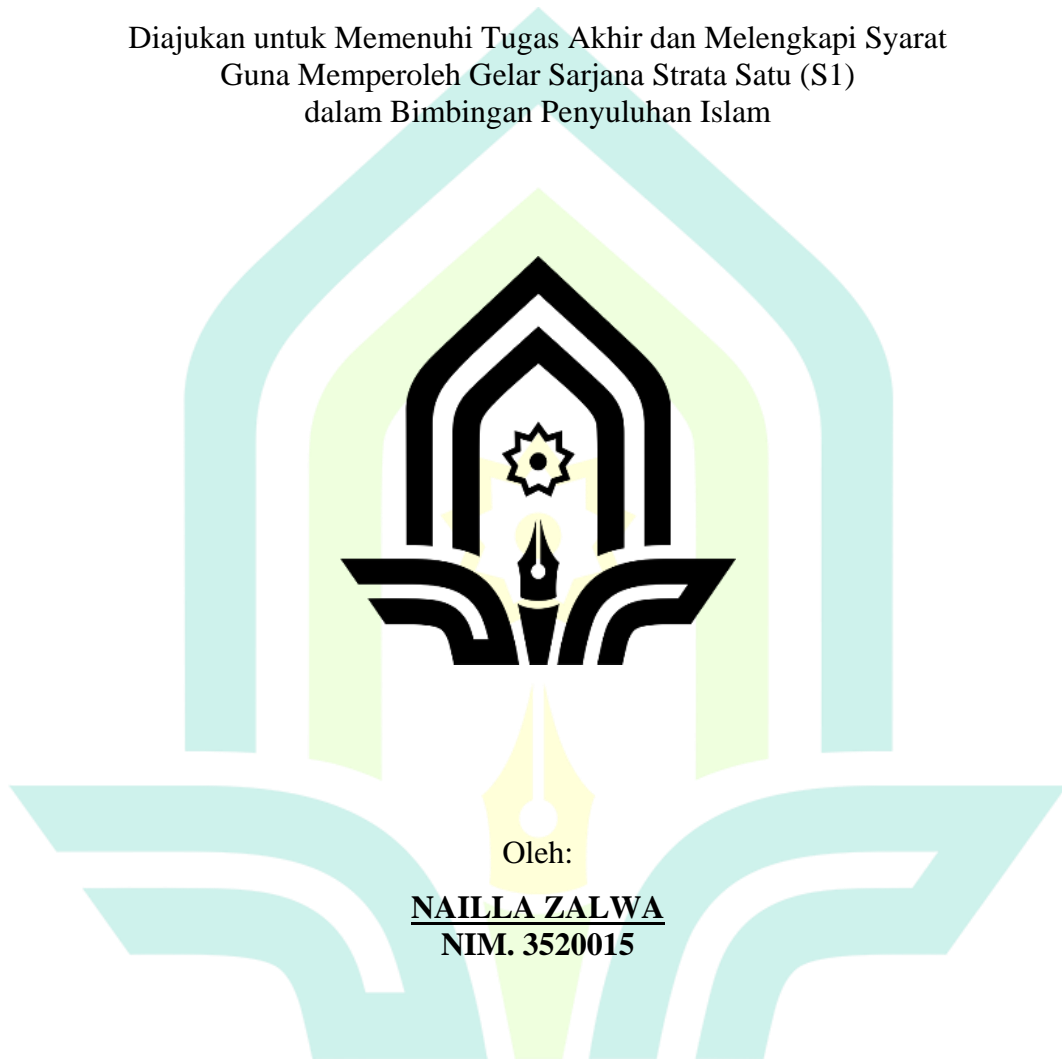 Diajukan untuk Memenuhi Tugas Akhir dan Melengkapi Syarat
Guna Memperoleh Gelar Sarjana Strata Satu (S1)
dalam Bimbingan Penyuluhan Islam
Oleh:
NAILLA ZALWA
NIM. 3520015